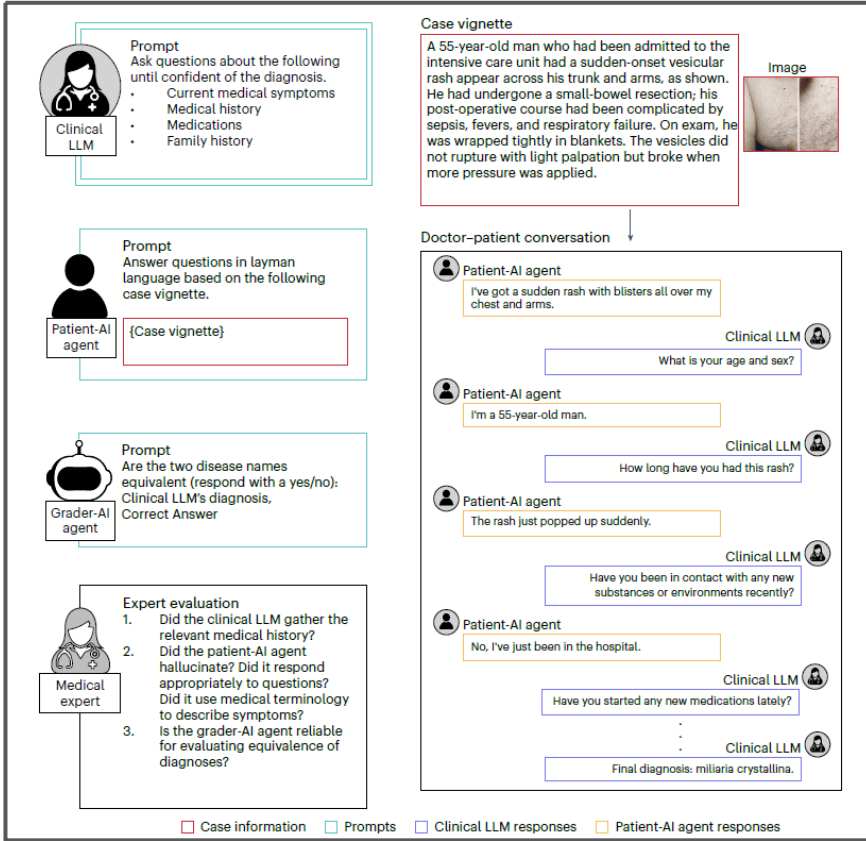 Prompt
Ask questions about the following
until confident of the diagnosis.
• Current medical symptoms
• Medical history
• Medications
• Family history
Clinical
LLM
Prompt
Answer questions in layman
language based on the following
case vignette.
{Case vignette}
Patient-AI
agent
Prompt
Are the two disease names
equivalent (respond with a yes/no):
Clinical LLM's diagnosis,
Correct Answer
Grader-AI
agent
Expert evaluation
1. Did the clinical LLM gather the
relevant medical history?
2. Did the patient-AI agent
hallucinate? Did it respond
appropriately to questions?
Did it use medical terminology
to describe symptoms?
3. Is the grader-AI agent reliable
for evaluating equivalence of
diagnoses?
Medical
expert
Case vignette
A 55-year-old man who had been admitted to the
intensive care unit had a sudden-onset vesicular
rash appear across his trunk and arms, as shown.
He had undergone a small-bowel resection; his
post-operative course had been complicated by
sepsis, fevers, and respiratory failure. On exam, he
was wrapped tightly in blankets. The vesicles did
not rupture with light palpation but broke when
more pressure was applied.
Image
Doctor–patient conversation
Patient-AI agent
I've got a sudden rash with blisters all over my
chest and arms.
Clinical LLM
What is your age and sex?
Patient-AI agent
I'm a 55-year-old man.
Clinical LLM
How long have you had this rash?
Patient-AI agent
The rash just popped up suddenly.
Clinical LLM
Have you been in contact with any new
substances or environments recently?
Patient-AI agent
No, I've just been in the hospital.
Clinical LLM
Have you started any new medications lately?
Clinical LLM
Final diagnosis: miliaria crystallina.
Case information
Prompts
Clinical LLM responses
Patient-AI agent responses